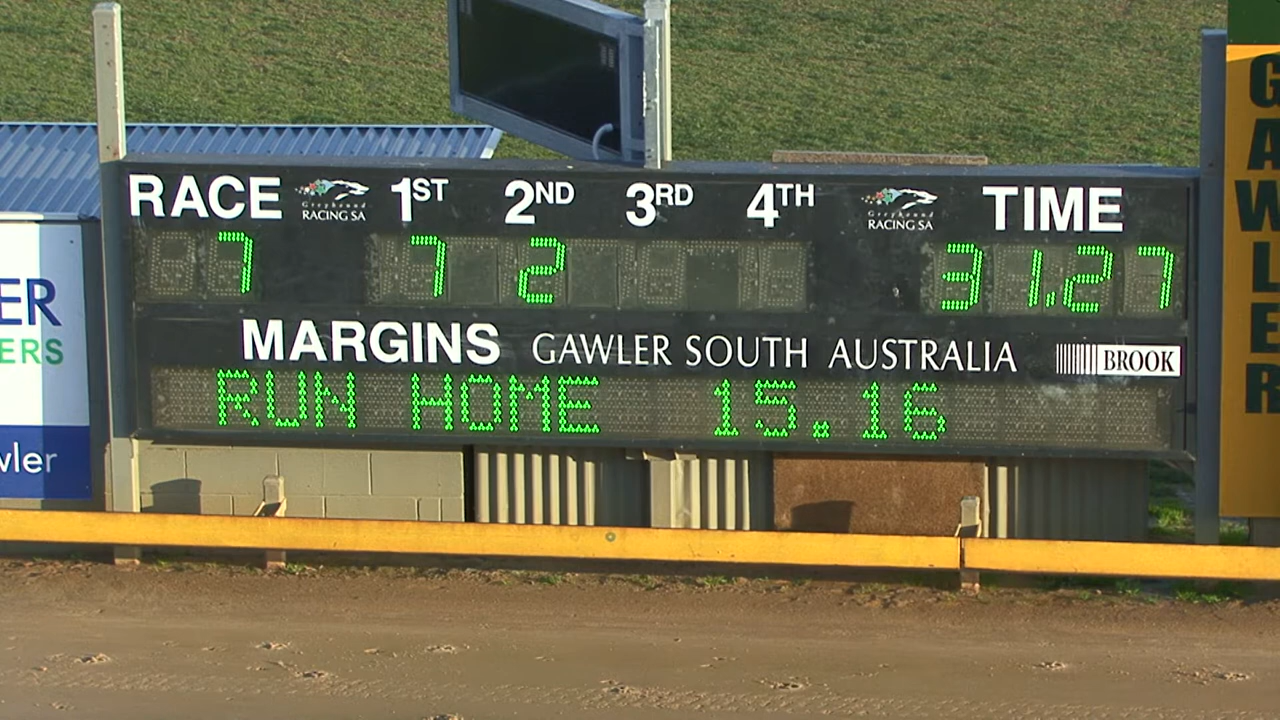 RACE Greyhound RACING SA 1ST 2ND 3RD 4TH Greyhound RACING SA TIME
7 7 2 31.27
MARGINS GAWLER SOUTH AUSTRALIA BROOK
RUN HOME 15.16
ER
ERS
wler
GAWLER